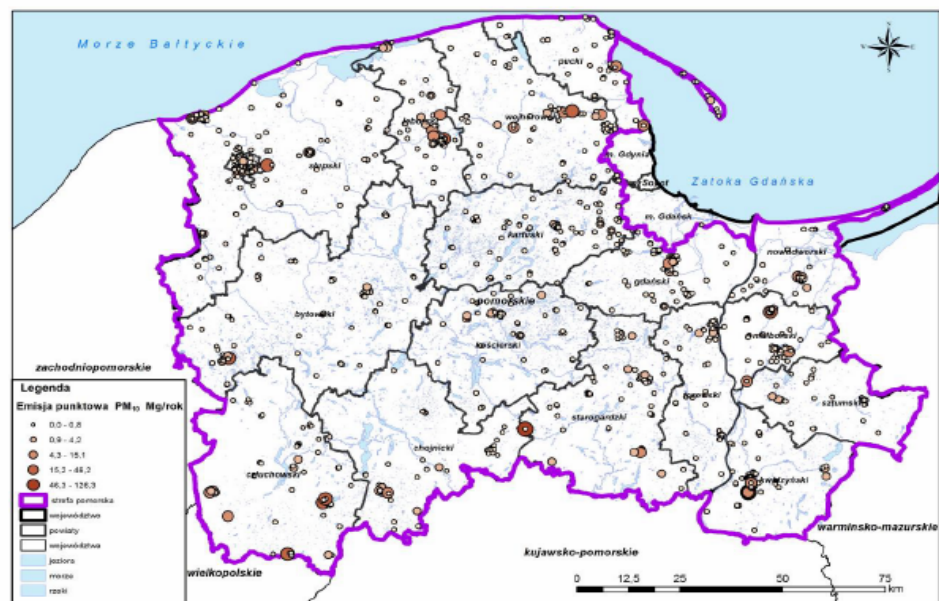 Morze Bałtyckie
pucki
wejherowski
lęborski
słupski
m. Gdynia
Sopot
Zatoka Gdańska
m. Gdańsk
kartuski
nowodworski
gdański
pomorskie
bytowski
malborski
kościerski
zachodniopomorskie
sztumski
starogardzki
tczewski
chojnicki
człuchowski
kwidzyński
warmińsko-mazurskie
kujawsko-pomorskie
wielkopolskie
Legenda
Emisja punktowa PM₁₀ Mg/rok
0,0 - 0,8
0,9 - 4,2
4,3 - 15,1
15,2 - 46,2
46,3 - 126,3
strefa pomorska
województwo
powiaty
województwa
jeziora
morze
rzeki
0 12,5 25 50 75
km